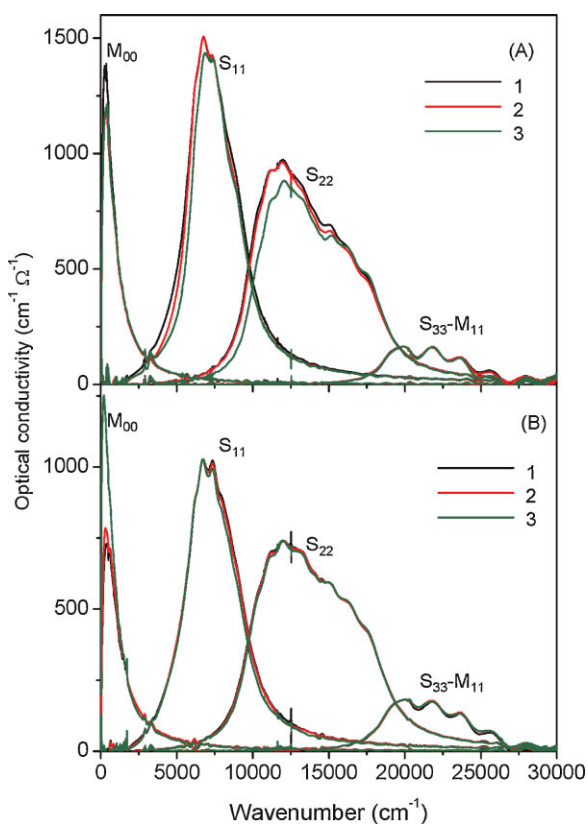 (A)
M₀₀
S₁₁
S₂₂
S₃₃-M₁₁
1
2
3
1500
1000
500
0
(B)
M₀₀
S₁₁
S₂₂
S₃₃-M₁₁
1
2
3
1000
500
0
0 5000 10000 15000 20000 25000 30000
Optical conductivity (cm⁻¹ Ω⁻¹)
Wavenumber (cm⁻¹)